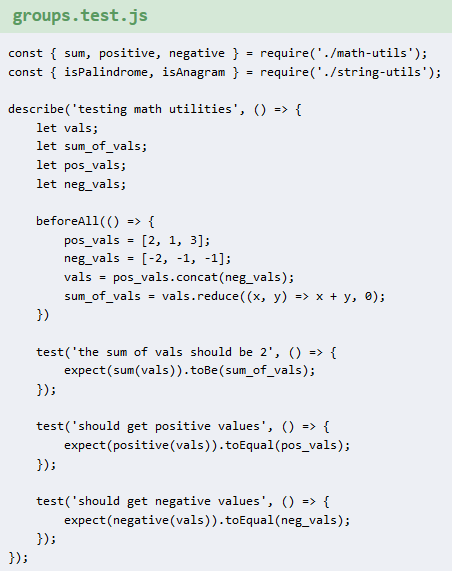 groups.test.js
const { sum, positive, negative } = require('./math-utils');
const { isPalindrome, isAnagram } = require('./string-utils');
describe('testing math utilities', () => {
    let vals;
    let sum_of_vals;
    let pos_vals;
    let neg_vals;
    beforeAll(() => {
        pos_vals = [2, 1, 3];
        neg_vals = [-2, -1, -1];
        vals = pos_vals.concat(neg_vals);
        sum_of_vals = vals.reduce((x, y) => x + y, 0);
    })
    test('the sum of vals should be 2', () => {
        expect(sum(vals)).toBe(sum_of_vals);
    });
    test('should get positive values', () => {
        expect(positive(vals)).toEqual(pos_vals);
    });
    test('should get negative values', () => {
        expect(negative(vals)).toEqual(neg_vals);
    });
});